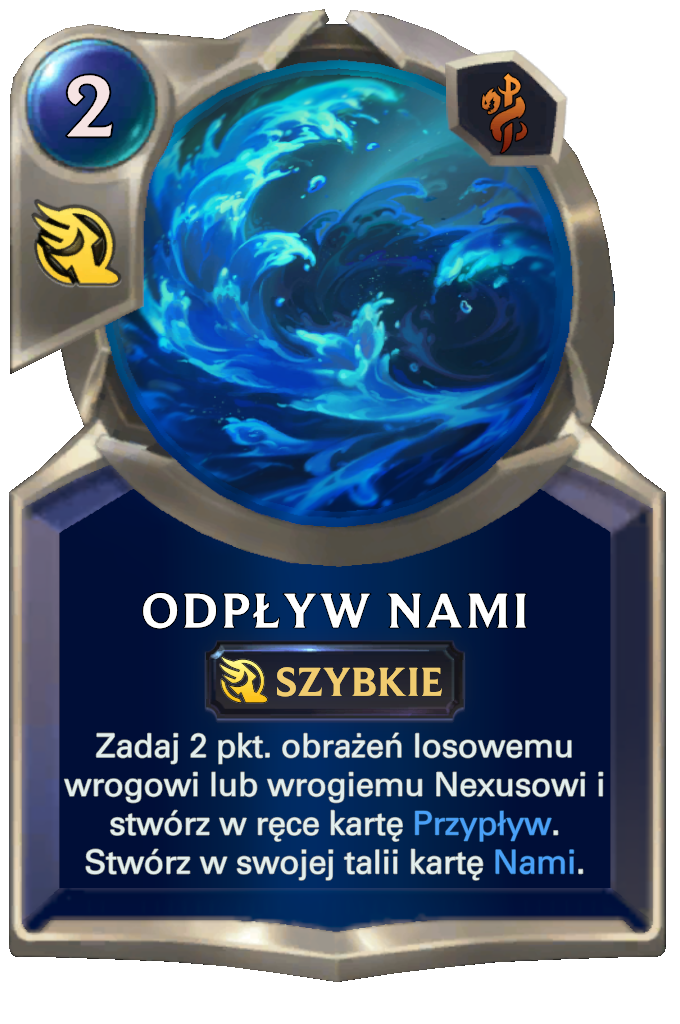 2
ODPŁYW NAMI
SZYBKIE
Zadaj 2 pkt. obrażeń losowemu
wrogowi lub wrogiemu Nexusowi i
stwórz w ręce kartę Przypływ.
Stwórz w swojej talii kartę Nami.